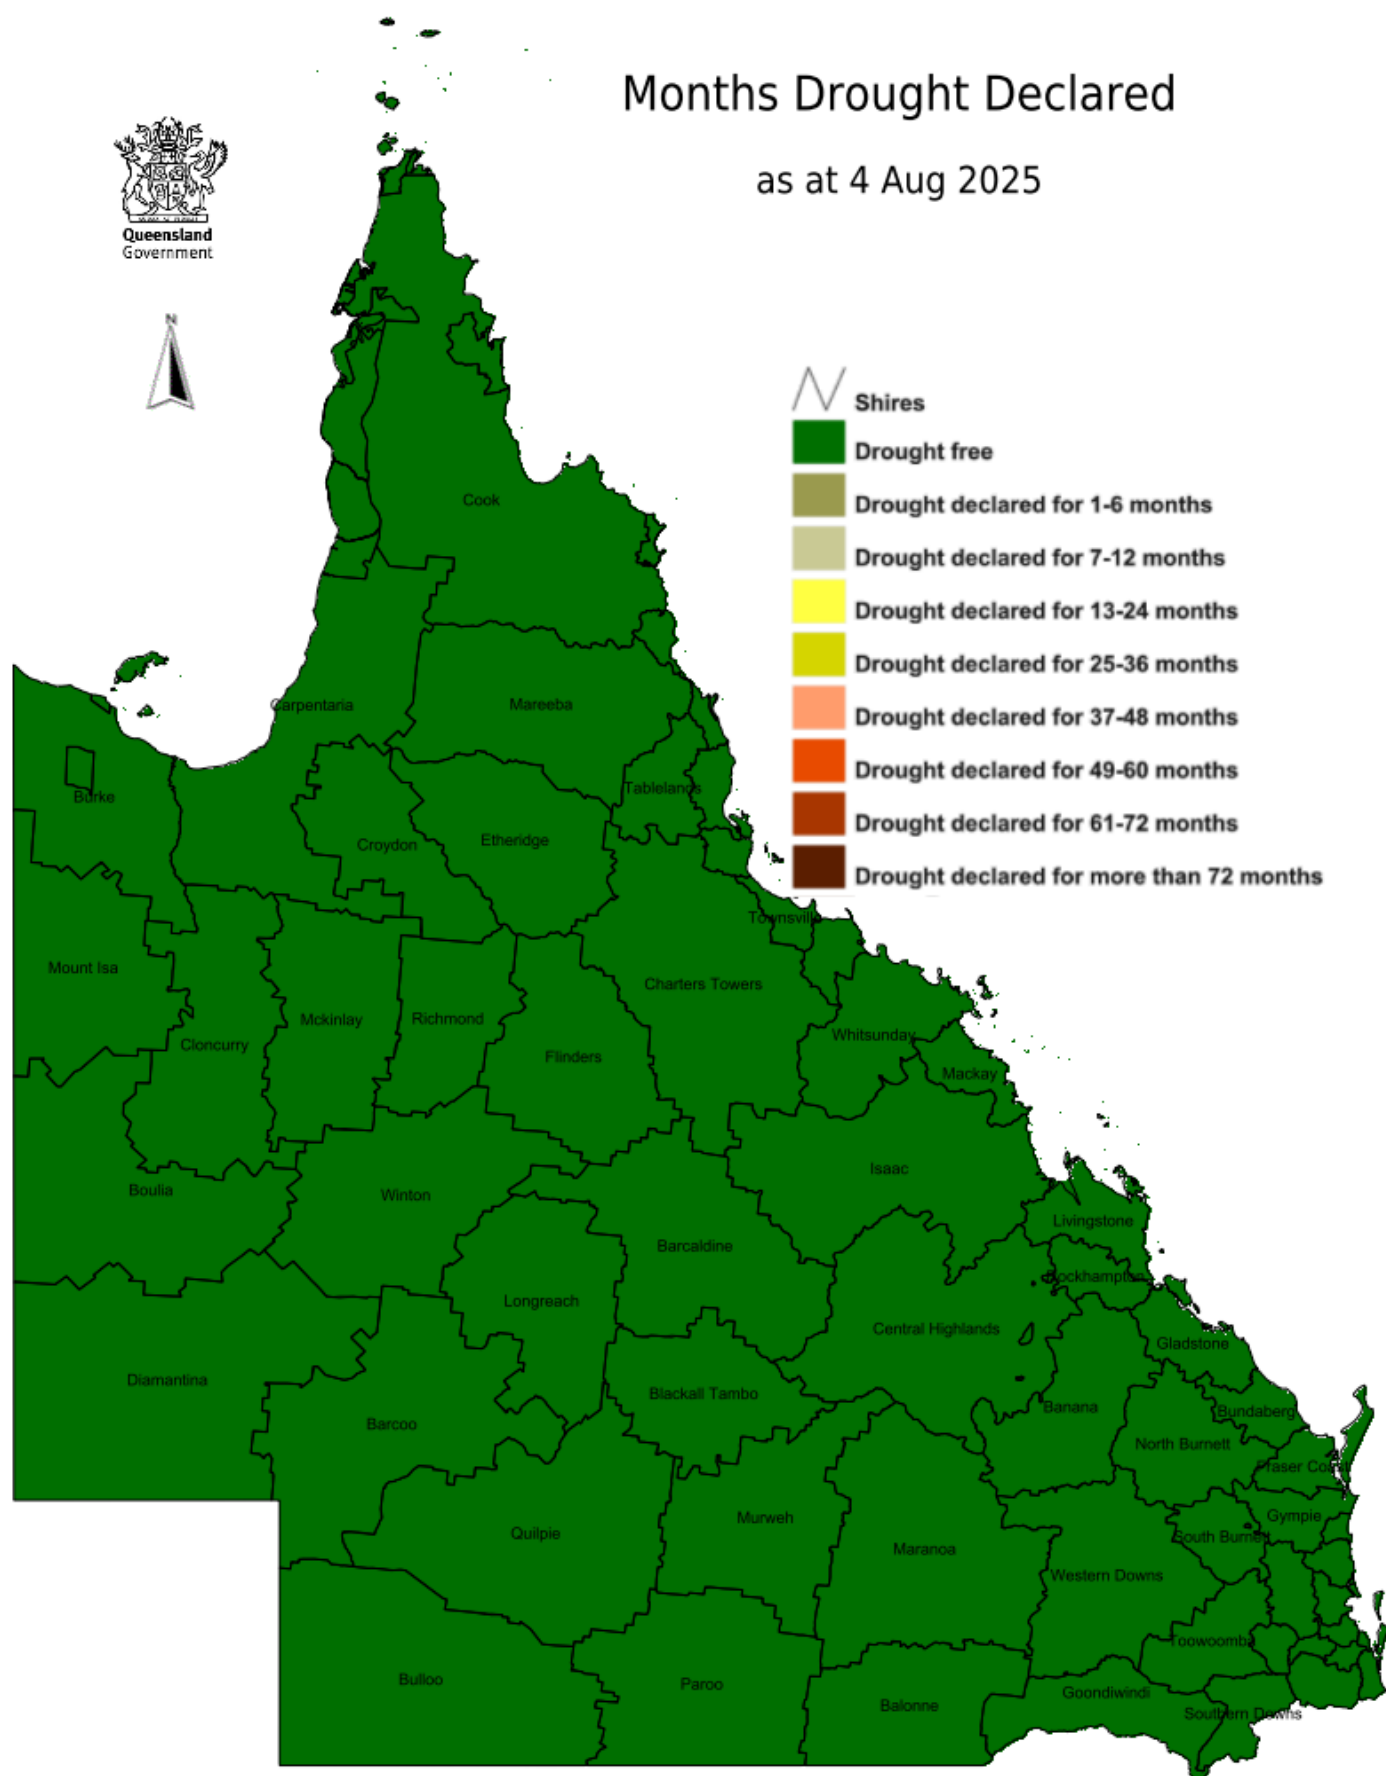 Months Drought Declared
as at 4 Aug 2025
Queensland
Government
N
Shires
Drought free
Drought declared for 1-6 months
Drought declared for 7-12 months
Drought declared for 13-24 months
Drought declared for 25-36 months
Drought declared for 37-48 months
Drought declared for 49-60 months
Drought declared for 61-72 months
Drought declared for more than 72 months
Cook
Carpentaria
Mareeba
Burke
Tablelands
Croydon
Etheridge
Townsville
Mount Isa
Charters Towers
Mckinlay
Richmond
Whitsunday
Cloncurry
Flinders
Mackay
Isaac
Boulia
Winton
Livingstone
Barcaldine
Rockhampton
Longreach
Central Highlands
Gladstone
Diamantina
Blackall Tambo
Banana
Bundaberg
Barcoo
North Burnett
Fraser Coast
Gympie
Murweh
Quilpie
South Burnett
Maranoa
Western Downs
Toowoomba
Bulloo
Paroo
Goondiwindi
Balonne
Southern Downs